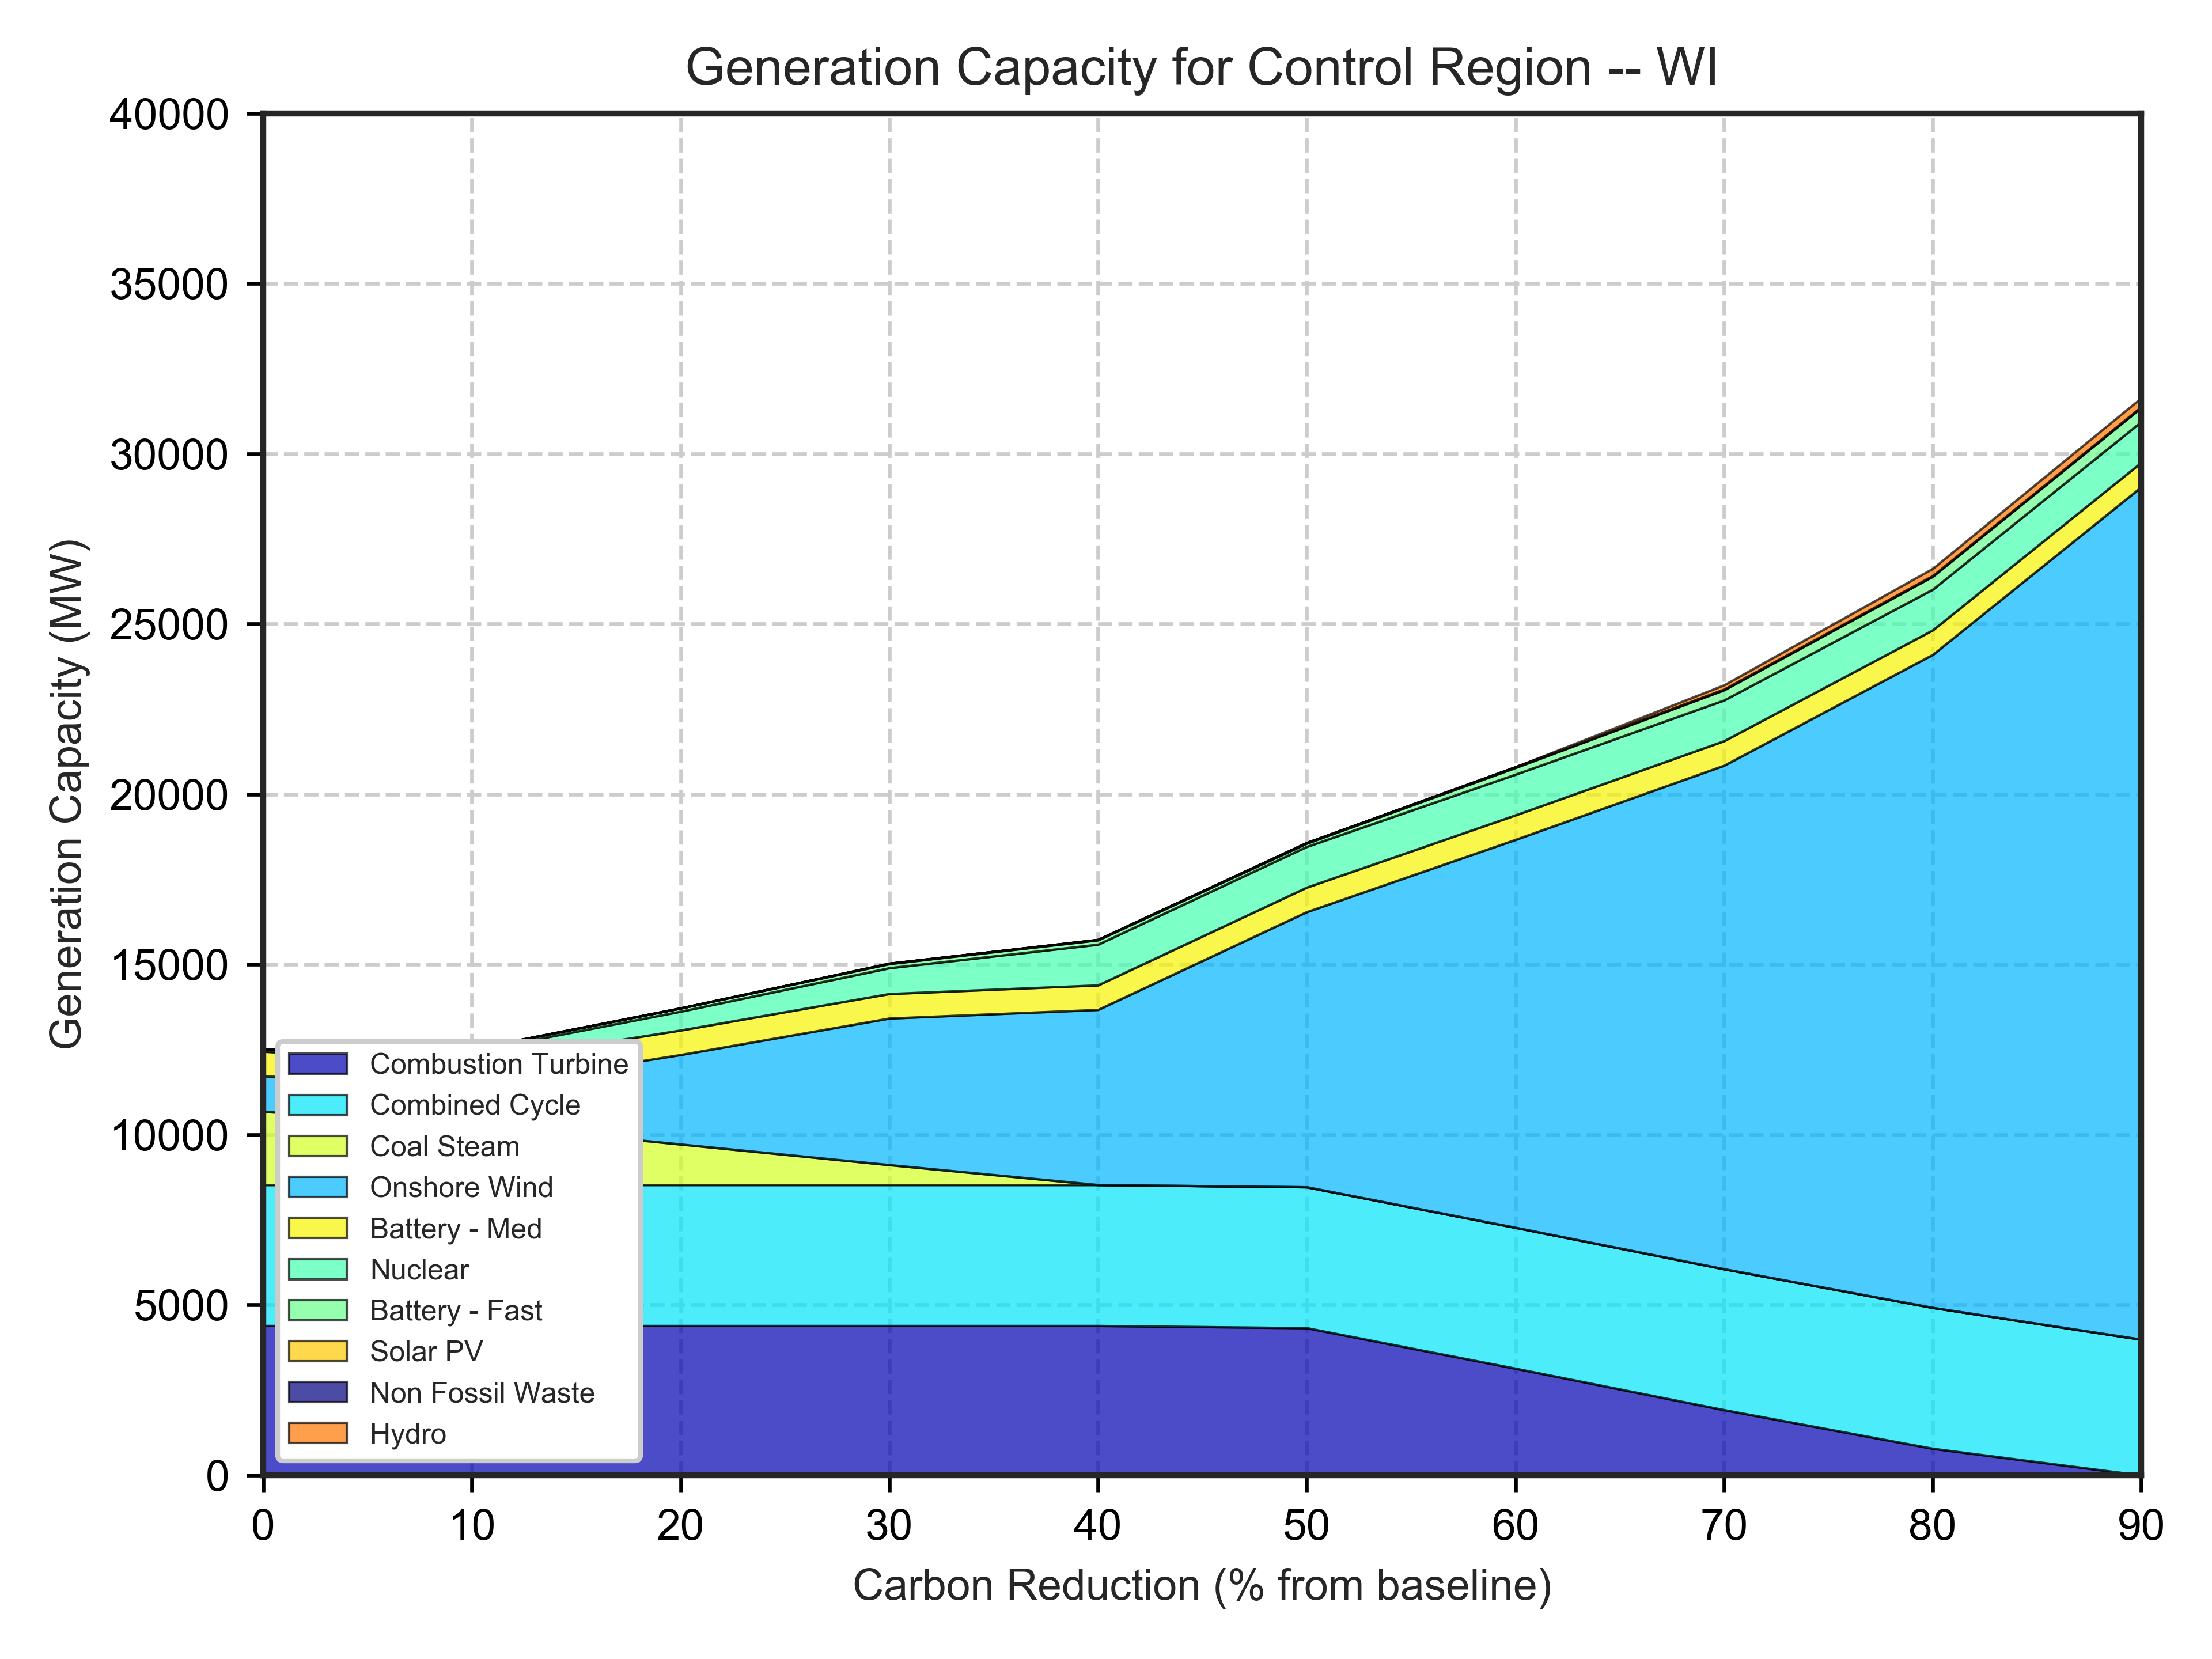 Generation Capacity for Control Region -- WI
40000
35000
30000
25000
20000
15000
10000
5000
0
Generation Capacity (MW)
Combustion Turbine
Combined Cycle
Coal Steam
Onshore Wind
Battery - Med
Nuclear
Battery - Fast
Solar PV
Non Fossil Waste
Hydro
0 10 20 30 40 50 60 70 80 90
Carbon Reduction (% from baseline)